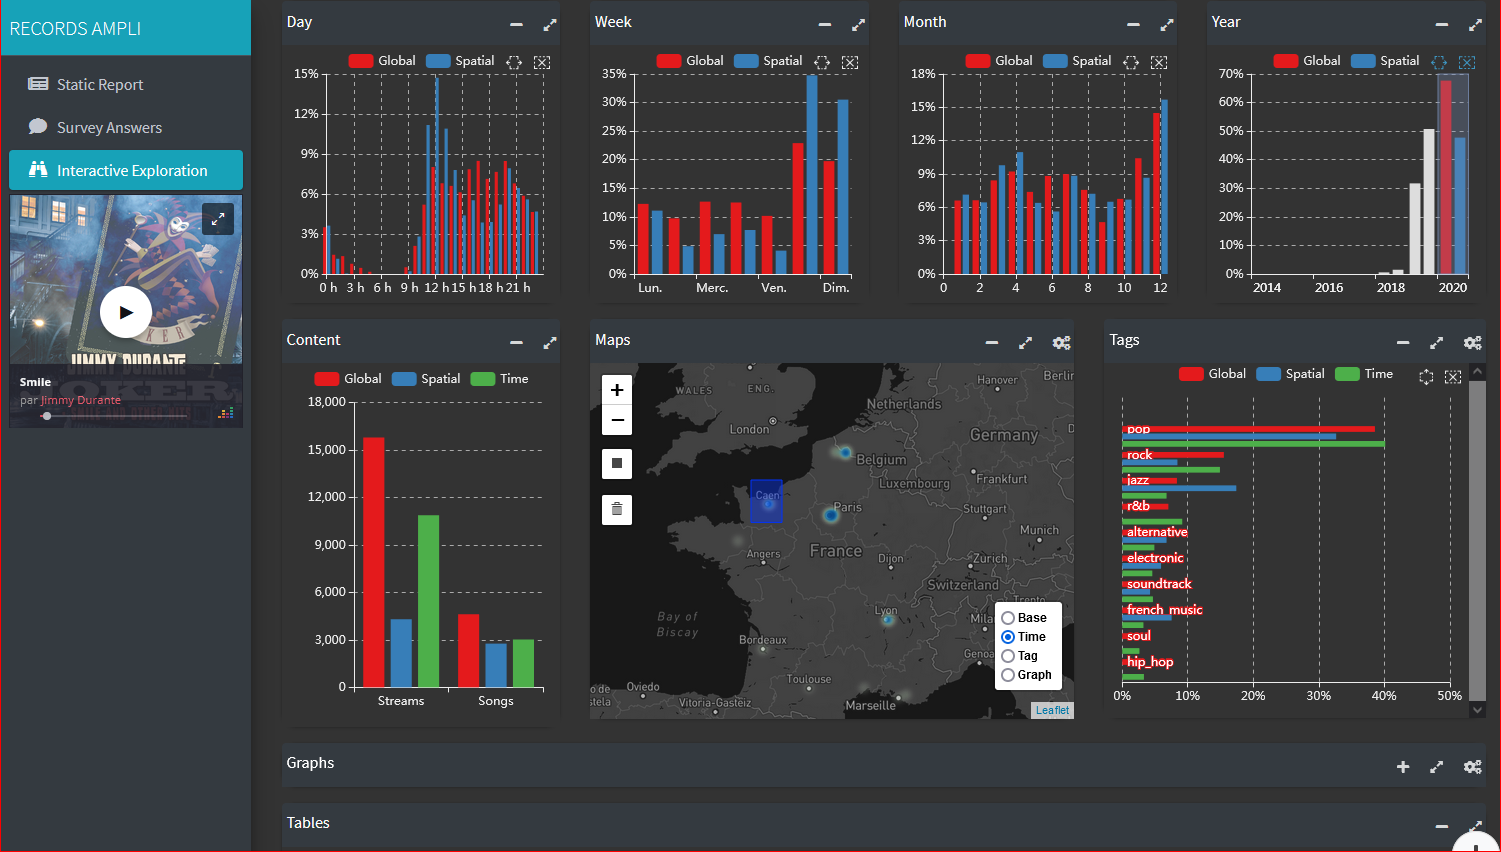 RECORDS AMPLI
Static Report
Survey Answers
Interactive Exploration
JOKER
JIMMY DURANTE
JOKER
Smile
par Jimmy Durante
Day
Global Spatial
15%
12%
9%
6%
3%
0%
0 h 3 h 6 h 9 h 12 h 15 h 18 h 21 h
Week
Global Spatial
35%
30%
25%
20%
15%
10%
5%
0%
Lun. Merc. Ven. Dim.
Month
Global Spatial
18%
15%
12%
9%
6%
3%
0%
0 2 4 6 8 10 12
Year
Global Spatial
70%
60%
50%
40%
30%
20%
10%
0%
2014 2016 2018 2020
Content
Global Spatial Time
18,000
15,000
12,000
9,000
6,000
3,000
0
Streams Songs
Maps
+
−
WALES ENG.
Hanover Berlin
Netherlands
London
Germany
Belgium
Frankfurt
Luxembourg
Caen
Paris
Stuttgart
Munich
Angers
France
Dijon
Zürich
Switzerland
Trento
Lyon
Mila
Bay of
Biscay
Bordeaux
Genoa
Toulouse
o de
stela
Oviedo
Vitoria-Gasteiz
Marseille
Base
Time
Tag
Graph
Leaflet
Tags
Global Spatial Time
pop
rock
jazz
r&b
alternative
electronic
soundtrack
french_music
soul
hip_hop
0% 10% 20% 30% 40% 50%
Graphs
Tables